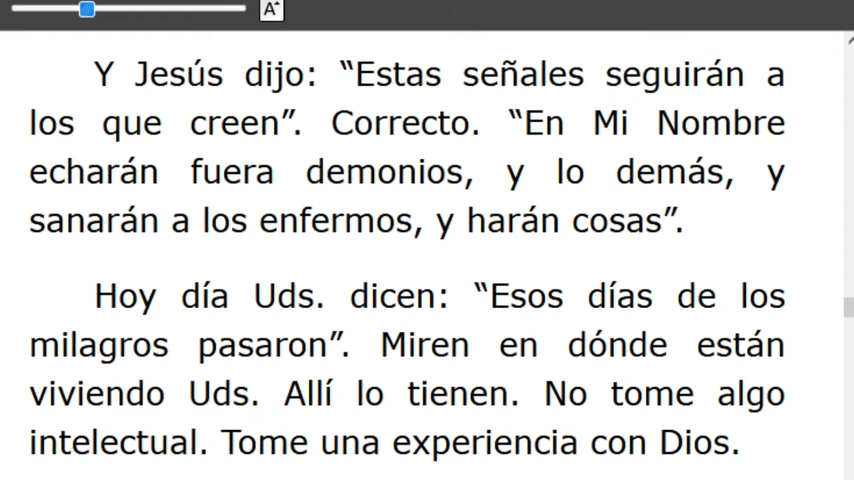 A
Y Jesús dijo: “Estas señales seguirán a
los que creen”. Correcto. “En Mi Nombre
echarán fuera demonios, y lo demás, y
sanarán a los enfermos, y harán cosas”.
Hoy día Uds. dicen: “Esos días de los
milagros pasaron”. Miren en dónde están
viviendo Uds. Allí lo tienen. No tome algo
intelectual. Tome una experiencia con Dios.